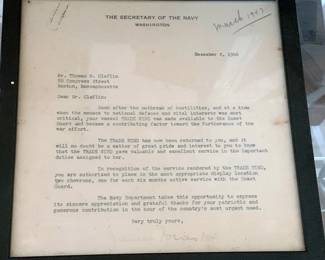 THE SECRETARY OF THE NAVY
WASHINGTON
March 1947
December 2, 1946
Mr. Thomas M. Claflin
50 Congress Street
Boston, Massachusetts
Dear Mr. Claflin:
Soon after the outbreak of hostilities, and at a time
when the menace to national defense and vital interests was most
critical, your vessel TRADE WIND was made available to the Coast
Guard and became a contributing factor toward the furtherance of the
war effort.
The TRADE WIND has now been returned to you, and it
will no doubt be a matter of great pride and interest to you to know
that the TRADE WIND gave valuable and excellent service in the important
duties assigned to her.
In recognition of the service rendered by the TRADE WIND,
you are authorized to place in the most appropriate display location
two chevrons, one for each six months active service with the Coast
Guard.
The Navy Department takes this opportunity to express
its sincere appreciation and grateful thanks for your patriotic and
generous contribution in the hour of the country's most urgent need.
Very truly yours,